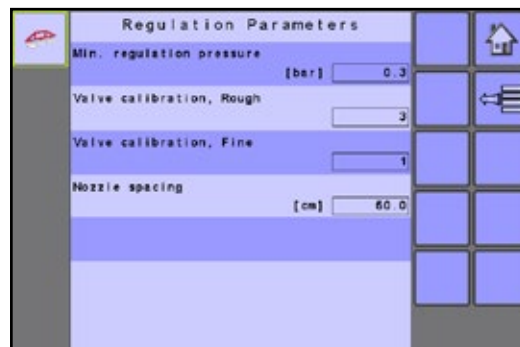 Regulation Parameters
Min. regulation pressure
[bar] 0.3
Valve calibration, Rough
3
Valve calibration, Fine
1
Nozzle spacing
[cm] 50.0